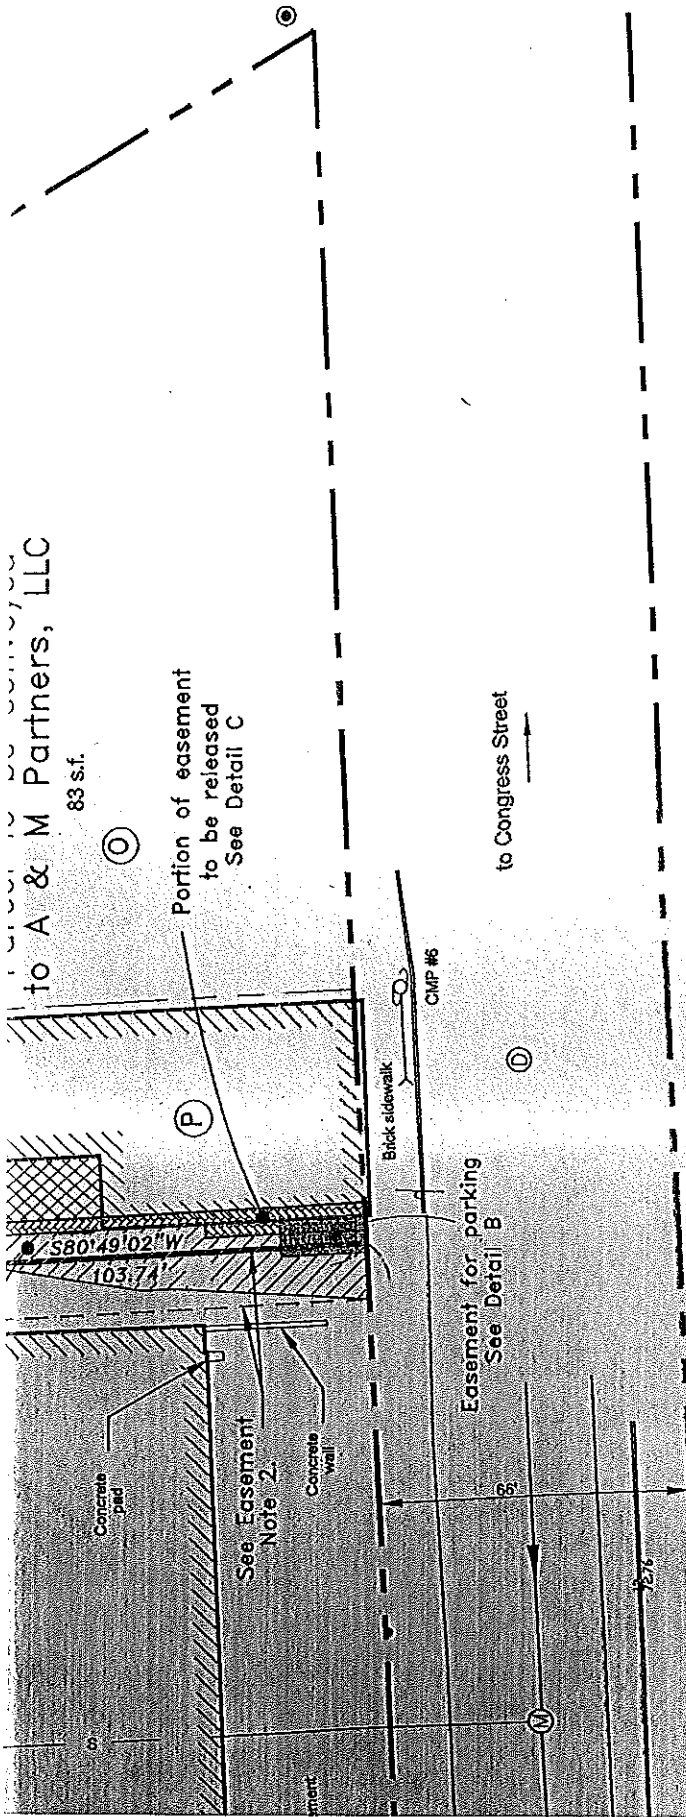 to A & M Partners, LLC
83 s.f.
O
Portion of easement
to be released
See Detail C
P
S80°49'02"W
103.74'
Concrete
pad
See Easement
Note 2.
Concrete
wall
Brick sidewalk
CMP #6
to Congress Street
D
Easement for parking
See Detail B
66'
M
S